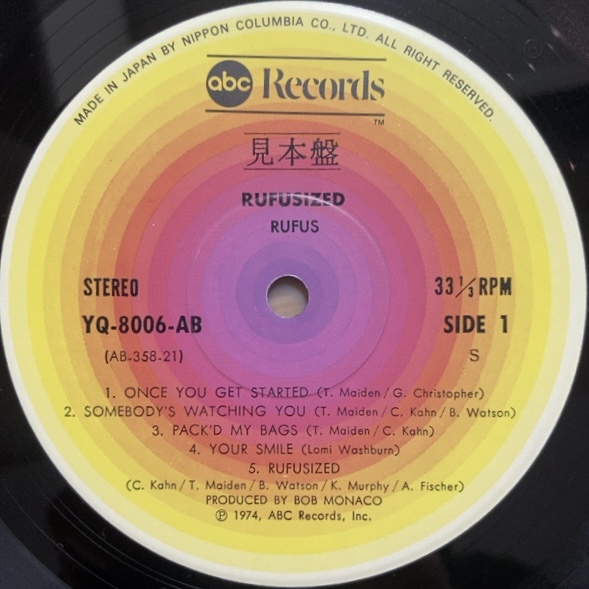 MADE IN JAPAN BY NIPPON COLUMBIA CO., LTD. ALL RIGHT RESERVED.
abc Records
TM
見本盤
RUFUSIZED
RUFUS
STEREO
33 1/3 RPM
YQ-8006-AB
SIDE 1
(AB-358-21)
S
1. ONCE YOU GET STARTED (T. Maiden / G. Christopher)
2. SOMEBODY'S WATCHING YOU (T. Maiden / C. Kahn / B. Watson)
3. PACK'D MY BAGS (T. Maiden / C. Kahn)
4. YOUR SMILE (Lomi Washburn)
5. RUFUSIZED
(C. Kahn / T. Maiden / B. Watson / K. Murphy / A. Fischer)
PRODUCED BY BOB MONACO
℗ 1974, ABC Records, Inc.